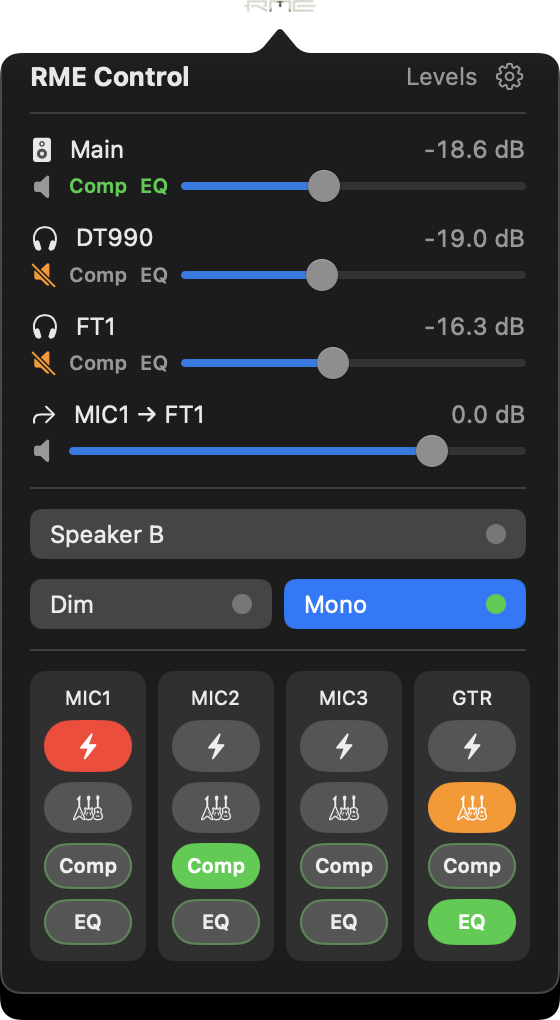 RME
RME Control Levels
Main -18.6 dB
Comp EQ
DT990 -19.0 dB
Comp EQ
FT1 -16.3 dB
Comp EQ
MIC1 → FT1 0.0 dB
Speaker B
Dim Mono
MIC1 MIC2 MIC3 GTR
Comp Comp Comp Comp
EQ EQ EQ EQ